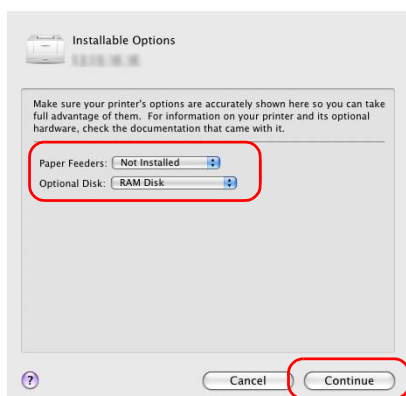 Installable Options
Make sure your printer's options are accurately shown here so you can take
full advantage of them. For information on your printer and its optional
hardware, check the documentation that came with it.
Paper Feeders: Not Installed
Optional Disk: RAM Disk
? Cancel Continue